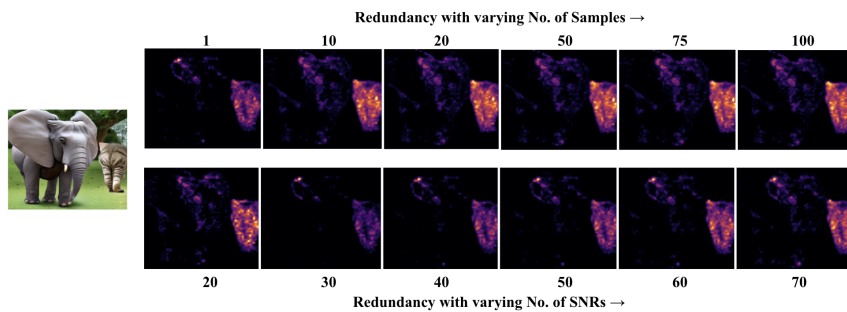 Redundancy with varying No. of Samples →
1 10 20 50 75 100
20 30 40 50 60 70
Redundancy with varying No. of SNRs →